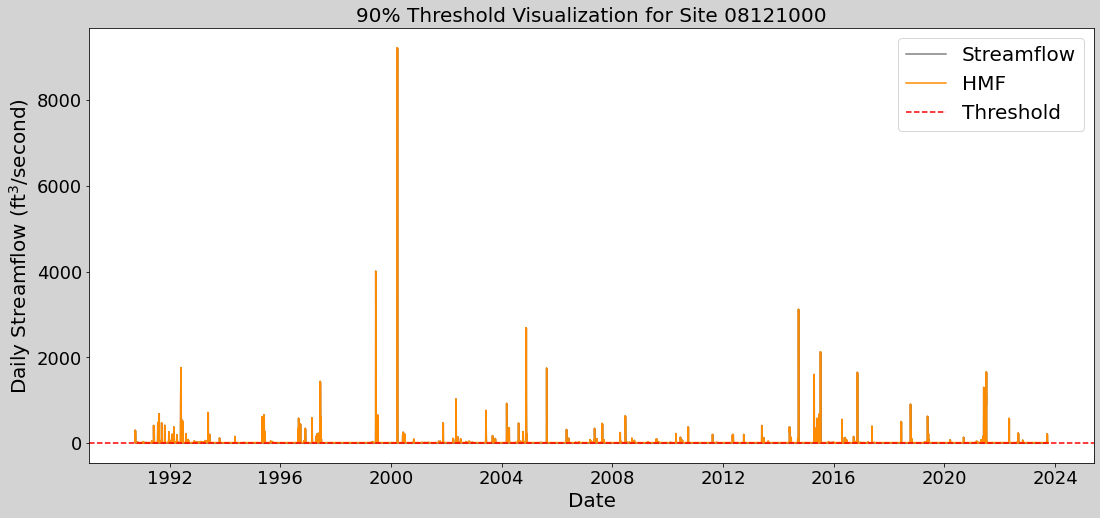 90% Threshold Visualization for Site 08121000
Streamflow
HMF
Threshold
Daily Streamflow (ft³/second)
8000
6000
4000
2000
0
1992 1996 2000 2004 2008 2012 2016 2020 2024
Date